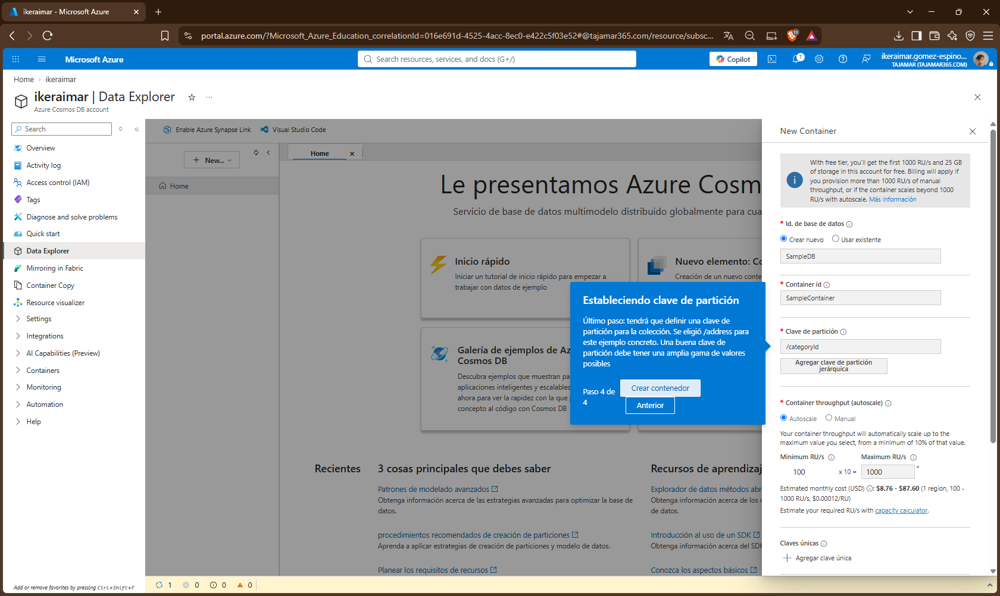 ikeraimar - Microsoft Azure
portal.azure.com/?Microsoft_Azure_Education_correlationId=016e691d-4525-4acc-8ec0-e422c5f03e52#@tajamar365.com/resource/subsc...
11
Microsoft Azure
Search resources, services, and docs (G+/)
Copilot
1
ikeraimar.gomez-espino...
TAJAMAR (TAJAMAR365.COM)
Home > ikeraimar
ikeraimar | Data Explorer
Azure Cosmos DB account
Search
Overview
Activity log
Access control (IAM)
Tags
Diagnose and solve problems
Quick start
Data Explorer
Mirroring in Fabric
Container Copy
Resource visualizer
Settings
Integrations
AI Capabilities (Preview)
Containers
Monitoring
Automation
Help
Add or remove favorites by pressing Ctrl+Shift+F
Enable Azure Synapse Link
Visual Studio Code
New...
Home
Home
Le presentamos Azure Cosm
Servicio de base de datos multimodelo distribuido globalmente para cua
Inicio rápido
Iniciar un tutorial de inicio rápido para empezar a
trabajar con datos de ejemplo
Nuevo elemento: Co
Creación de un nuevo conte
Galería de ejemplos de Az
Cosmos DB
Descubra ejemplos que muestran pa
aplicaciones inteligentes y escalables
ahora para ver la rapidez con la que
concepto al código con Cosmos DB
Estableciendo clave de partición
Último paso: tendrá que definir una clave de
partición para la colección. Se eligió /address para
este ejemplo concreto. Una buena clave de
partición debe tener una amplia gama de valores
posibles
Paso 4 de
4
Crear contenedor
Anterior
Recientes
3 cosas principales que debes saber
Patrones de modelado avanzados
Obtenga información acerca de las estrategias avanzadas para optimizar la base de
datos.
procedimientos recomendados de creación de particiones
Aprenda a aplicar estrategias de creación de particiones y modelo de datos.
Planear los requisitos de recursos
Recursos de aprendizaj
Explorador de datos métodos abr
Obtenga información acerca de los
de datos.
Introducción al uso de un SDK
Obtenga información acerca del SDK
Conozca los aspectos básicos
1 0 0 0
New Container
With free tier, you'll get the first 1000 RU/s and 25 GB
of storage in this account for free. Billing will apply if
you provision more than 1000 RU/s of manual
throughput, or if the container scales beyond 1000
RU/s with autoscale. Más información
* Id. de base de datos
Crear nuevo
Usar existente
SampleDB
* Container id
SampleContainer
* Clave de partición
/categoryId
Agregar clave de partición
jerárquica
* Container throughput (autoscale)
Autoscale
Manual
Your container throughput will automatically scale up to the
maximum value you select, from a minimum of 10% of that value.
Minimum RU/s
Maximum RU/s
100 x 10 = 1000 *
Estimated monthly cost (USD) : $8.76 - $87.60 (1 region, 100 -
1000 RU/s, $0.00012/RU)
Estimate your required RU/s with capacity calculator.
Claves únicas
Agregar clave única